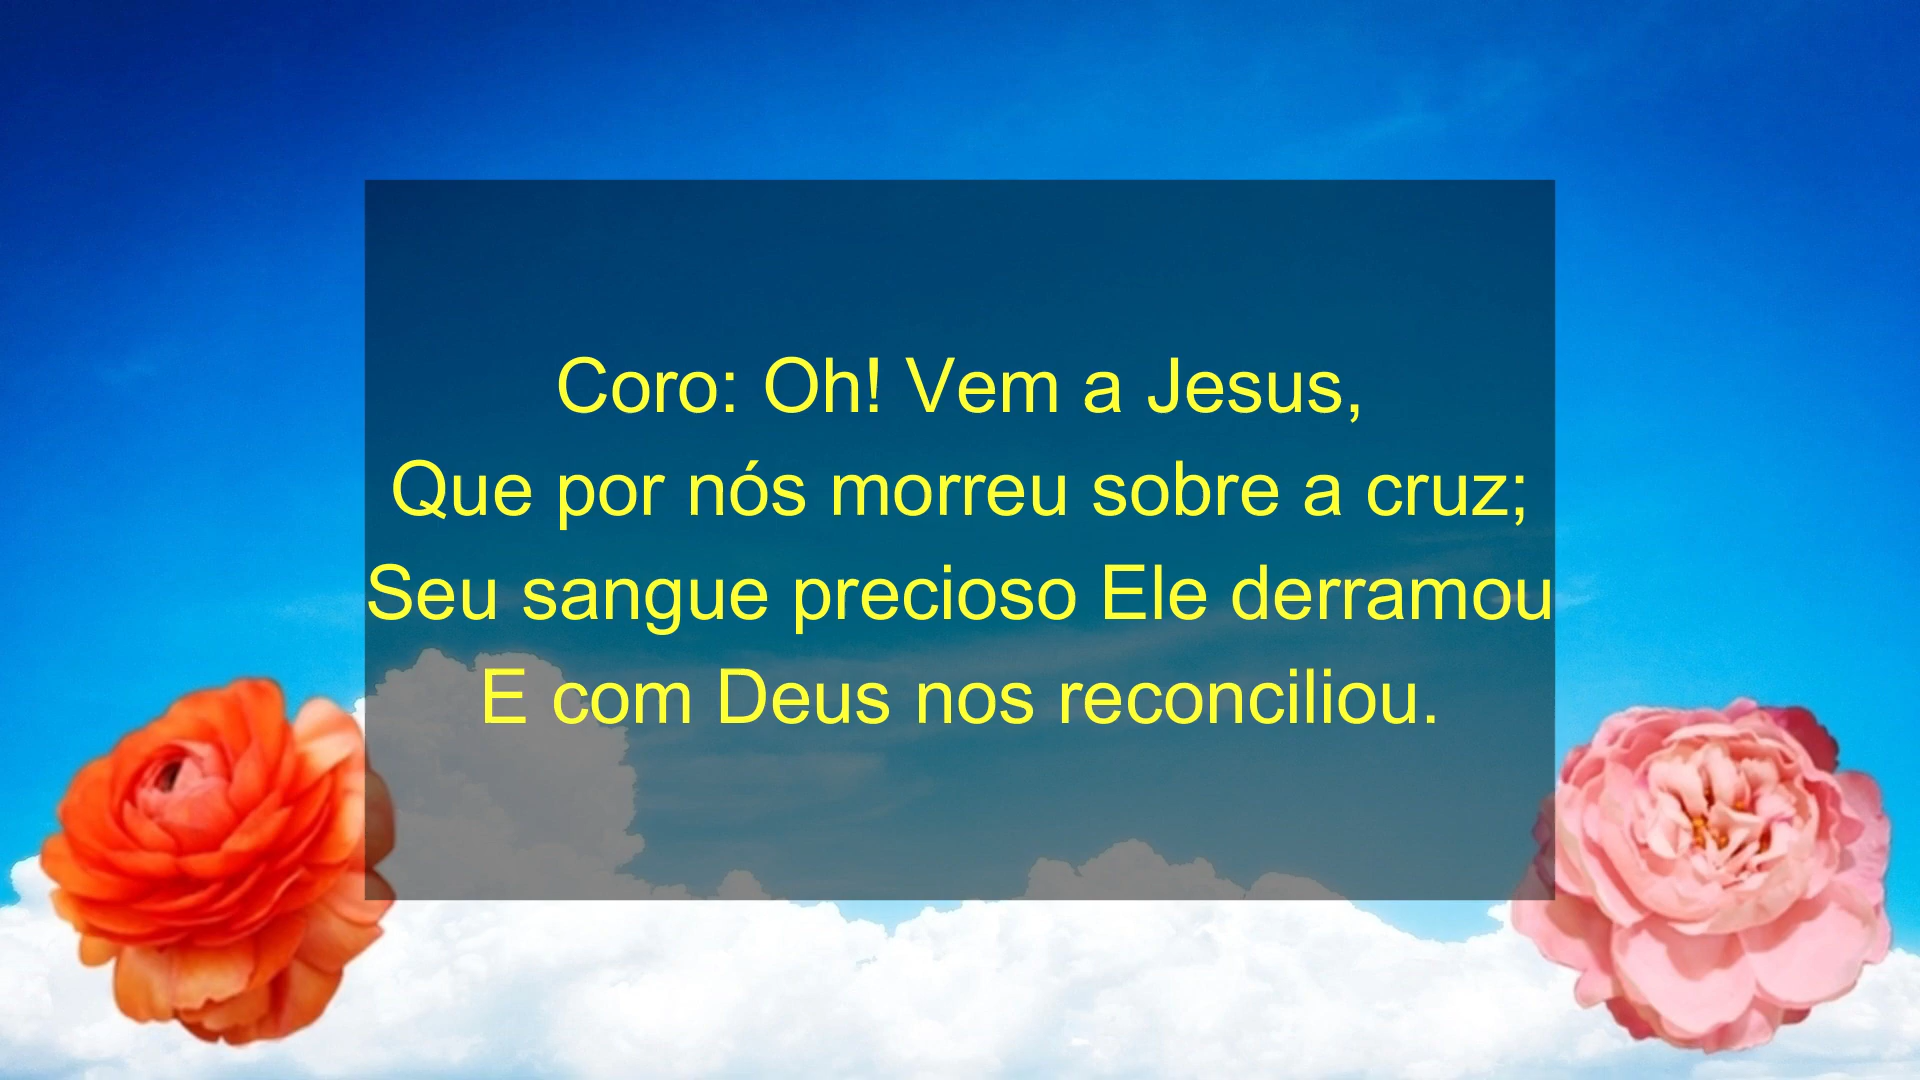 Coro: Oh! Vem a Jesus,
Que por nós morreu sobre a cruz;
Seu sangue precioso Ele derramou
E com Deus nos reconciliou.